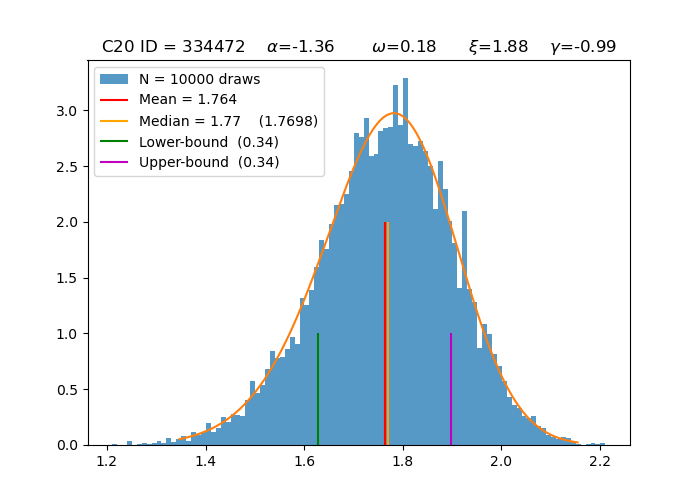 C20 ID = 334472 α=-1.36 ω=0.18 ξ=1.88 γ=-0.99
N = 10000 draws
Mean = 1.764
Median = 1.77 (1.7698)
Lower-bound (0.34)
Upper-bound (0.34)
3.0
2.5
2.0
1.5
1.0
0.5
0.0
1.2 1.4 1.6 1.8 2.0 2.2